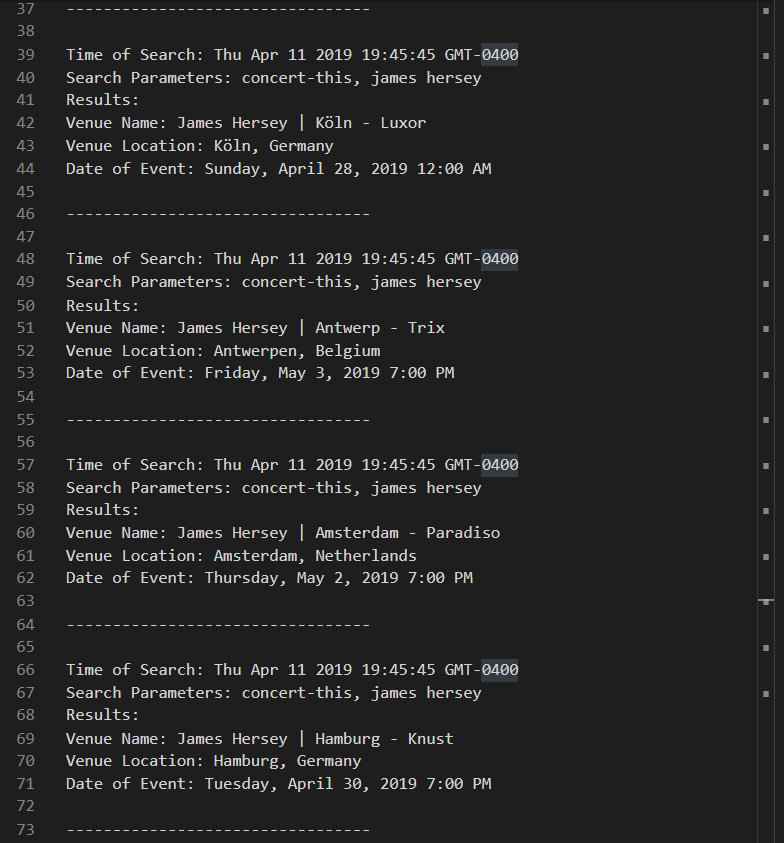 37 ---------------------------------
38
39 Time of Search: Thu Apr 11 2019 19:45:45 GMT-0400
40 Search Parameters: concert-this, james hersey
41 Results:
42 Venue Name: James Hersey | Köln - Luxor
43 Venue Location: Köln, Germany
44 Date of Event: Sunday, April 28, 2019 12:00 AM
45
46 ---------------------------------
47
48 Time of Search: Thu Apr 11 2019 19:45:45 GMT-0400
49 Search Parameters: concert-this, james hersey
50 Results:
51 Venue Name: James Hersey | Antwerp - Trix
52 Venue Location: Antwerpen, Belgium
53 Date of Event: Friday, May 3, 2019 7:00 PM
54
55 ---------------------------------
56
57 Time of Search: Thu Apr 11 2019 19:45:45 GMT-0400
58 Search Parameters: concert-this, james hersey
59 Results:
60 Venue Name: James Hersey | Amsterdam - Paradiso
61 Venue Location: Amsterdam, Netherlands
62 Date of Event: Thursday, May 2, 2019 7:00 PM
63
64 ---------------------------------
65
66 Time of Search: Thu Apr 11 2019 19:45:45 GMT-0400
67 Search Parameters: concert-this, james hersey
68 Results:
69 Venue Name: James Hersey | Hamburg - Knust
70 Venue Location: Hamburg, Germany
71 Date of Event: Tuesday, April 30, 2019 7:00 PM
72
73 ---------------------------------